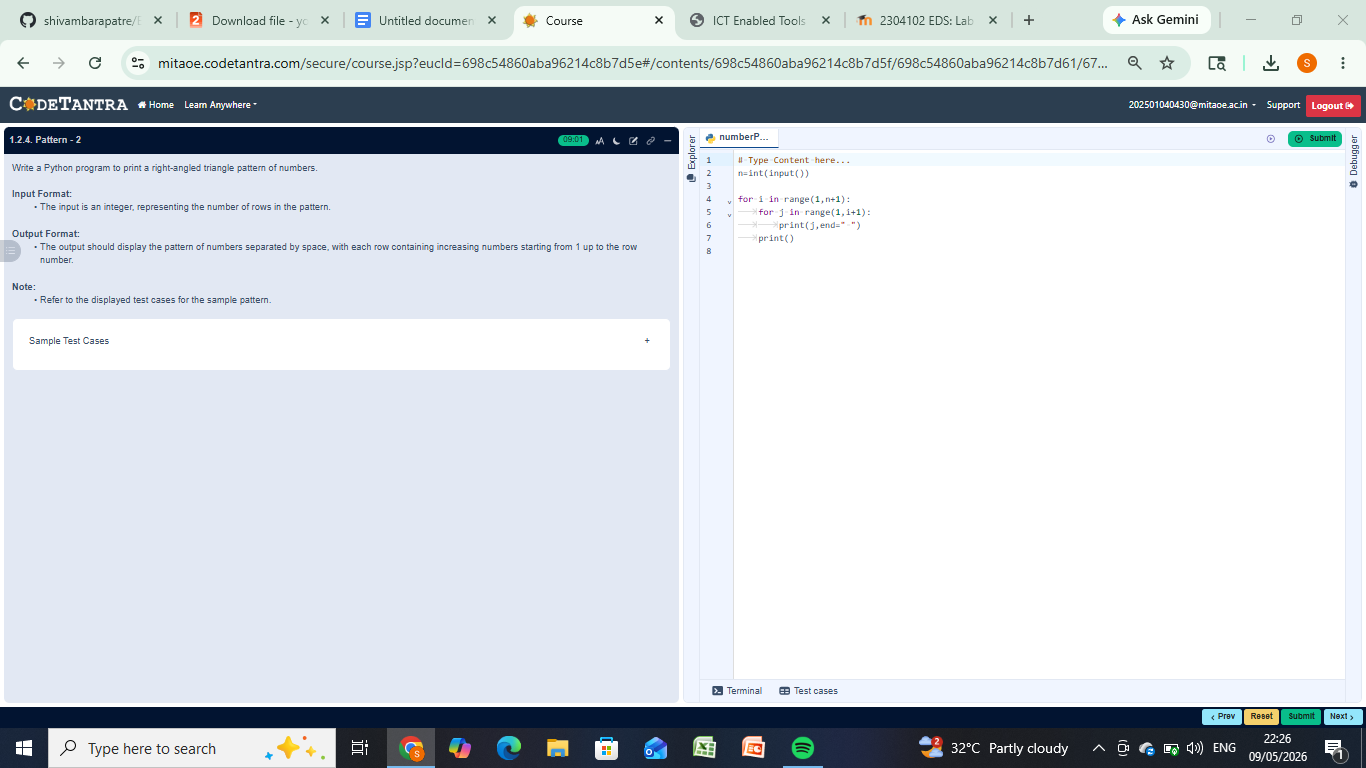 shivambarapatre/E
Download file - yo
Untitled documen
Course
ICT Enabled Tools
2304102 EDS: Lab
Ask Gemini
mitaoe.codetantra.com/secure/course.jsp?eucId=698c54860aba96214c8b7d5e#/contents/698c54860aba96214c8b7d5f/698c54860aba96214c8b7d61/67...
S
CODETANTRA
Home
Learn Anywhere
202501040430@mitaoe.ac.in
Support
Logout
1.2.4. Pattern - 2
09:01
AA
Write a Python program to print a right-angled triangle pattern of numbers.
Input Format:
• The input is an integer, representing the number of rows in the pattern.
Output Format:
• The output should display the pattern of numbers separated by space, with each row containing increasing numbers starting from 1 up to the row
number.
Note:
• Refer to the displayed test cases for the sample pattern.
Sample Test Cases
+
Explorer
numberP...
Submit
Debugger
1 # Type Content here...
2 n=int(input())
3
4 for i in range(1,n+1):
5 for j in range(1,i+1):
6 print(j,end=" ")
7 print()
8
Terminal
Test cases
Prev
Reset
Submit
Next
Type here to search
32°C Partly cloudy
ENG
22:26
09/05/2026
1